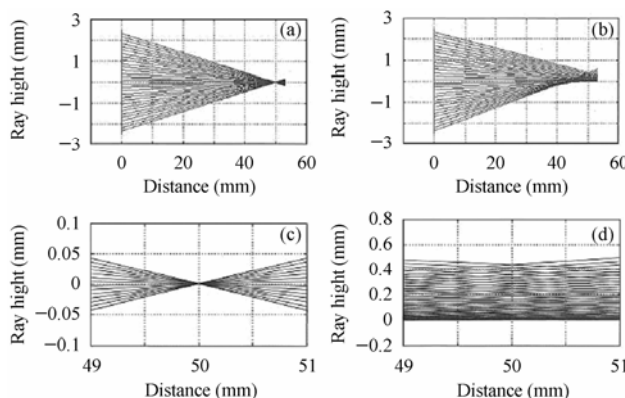 3
1
−1
−3
Ray hight (mm)
(a)
0 20 40 60
Distance (mm)
3
1
−1
−3
Ray hight (mm)
(b)
0 20 40 60
Distance (mm)
0.1
0.05
0
−0.05
−0.1
Ray hight (mm)
(c)
49 50 51
Distance (mm)
0.8
0.6
0.4
0.2
0
−0.2
Ray hight (mm)
(d)
49 50 51
Distance (mm)